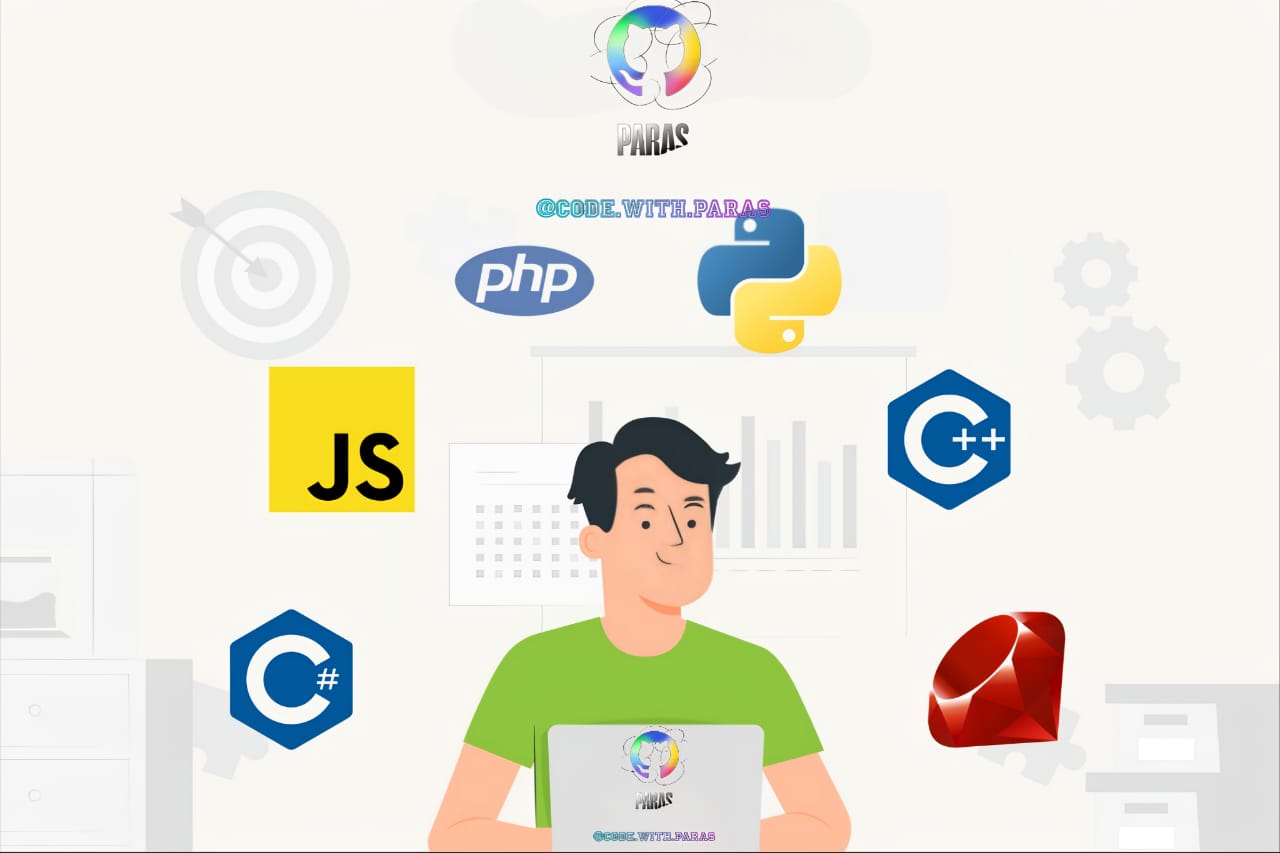 PARAS
@CODE.WITH.PARAS
php
JS
C++
C#
PARAS
@CODE.WITH.PARAS